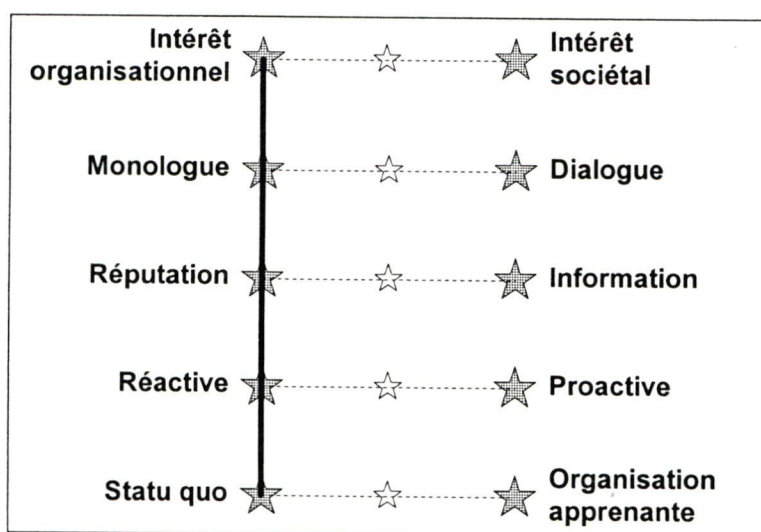 Intérêt
organisationnel
Intérêt
sociétal
Monologue
Dialogue
Réputation
Information
Réactive
Proactive
Statu quo
Organisation
apprenante